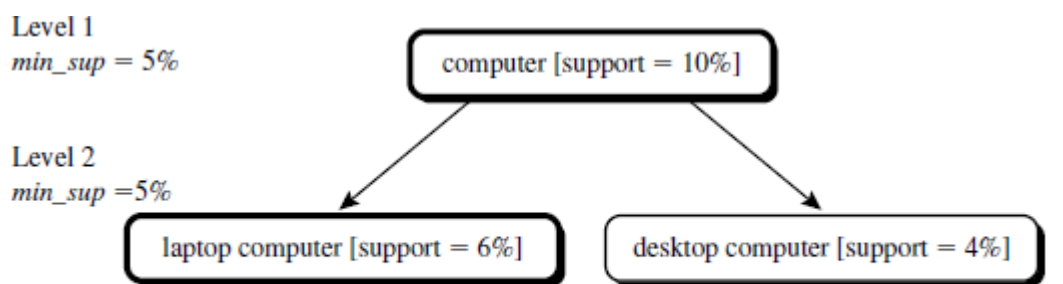 Level 1
min_sup = 5%
computer [support = 10%]
Level 2
min_sup =5%
laptop computer [support = 6%]
desktop computer [support = 4%]